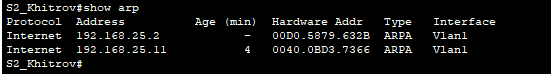 S2_Khitrov#show arp
Protocol  Address          Age (min)  Hardware Addr   Type   Interface
Internet  192.168.25.2            -   00D0.5879.632B  ARPA   Vlan1
Internet  192.168.25.11           4   0040.0BD3.7366  ARPA   Vlan1
S2_Khitrov#